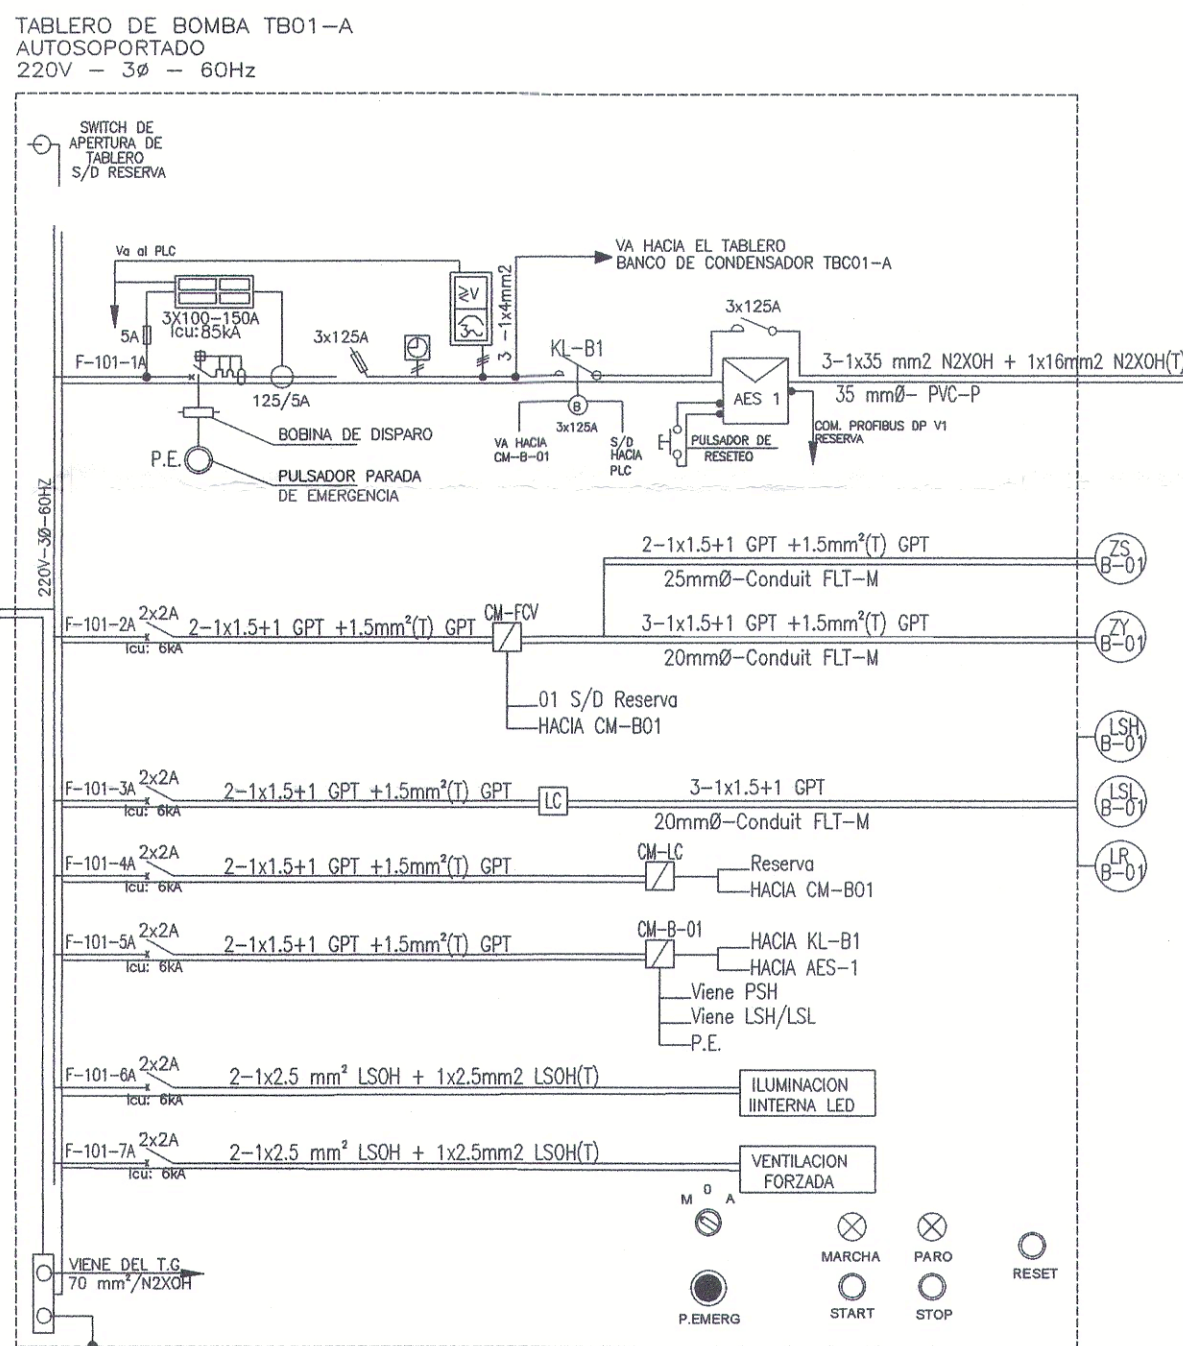 TABLERO DE BOMBA TB01-A
AUTOSOPORTADO
220V - 3ø - 60Hz
SWITCH DE
APERTURA DE
TABLERO
S/D RESERVA
Va al PLC
3X100-150A
Icu:85kA
5A
F-101-1A
125/5A
3x125A
≥V
3~
3 -1x4mm2
VA HACIA EL TABLERO
BANCO DE CONDENSADOR TBC01-A
KL-B1
B
3x125A
VA HACIA
CM-B-01
S/D
HACIA
PLC
3x125A
AES 1
3-1x35 mm2 N2XOH + 1x16mm2 N2XOH(T)
35 mmØ- PVC-P
PULSADOR DE
RESETEO
COM. PROFIBUS DP V1
RESERVA
BOBINA DE DISPARO
P.E.
PULSADOR PARADA
DE EMERGENCIA
220V-3Ø-60HZ
F-101-2A
2x2A
Icu: 6kA
2-1x1.5+1 GPT +1.5mm²(T) GPT
CM-FCV
2-1x1.5+1 GPT +1.5mm²(T) GPT
25mmØ-Conduit FLT-M
ZS
B-01
3-1x1.5+1 GPT +1.5mm²(T) GPT
20mmØ-Conduit FLT-M
ZY
B-01
01 S/D Reserva
HACIA CM-B01
LSH
B-01
F-101-3A
2x2A
Icu: 6kA
2-1x1.5+1 GPT +1.5mm²(T) GPT
LC
3-1x1.5+1 GPT
20mmØ-Conduit FLT-M
LSL
B-01
F-101-4A
2x2A
Icu: 6kA
2-1x1.5+1 GPT +1.5mm²(T) GPT
CM-LC
Reserva
HACIA CM-B01
LR
B-01
F-101-5A
2x2A
Icu: 6kA
2-1x1.5+1 GPT +1.5mm²(T) GPT
CM-B-01
HACIA KL-B1
HACIA AES-1
Viene PSH
Viene LSH/LSL
P.E.
F-101-6A
2x2A
Icu: 6kA
2-1x2.5 mm² LSOH + 1x2.5mm2 LSOH(T)
ILUMINACION
IINTERNA LED
F-101-7A
2x2A
Icu: 6kA
2-1x2.5 mm² LSOH + 1x2.5mm2 LSOH(T)
VENTILACION
FORZADA
M 0 A
MARCHA
PARO
RESET
P.EMERG
START
STOP
VIENE DEL T.G.
70 mm²/N2XOH